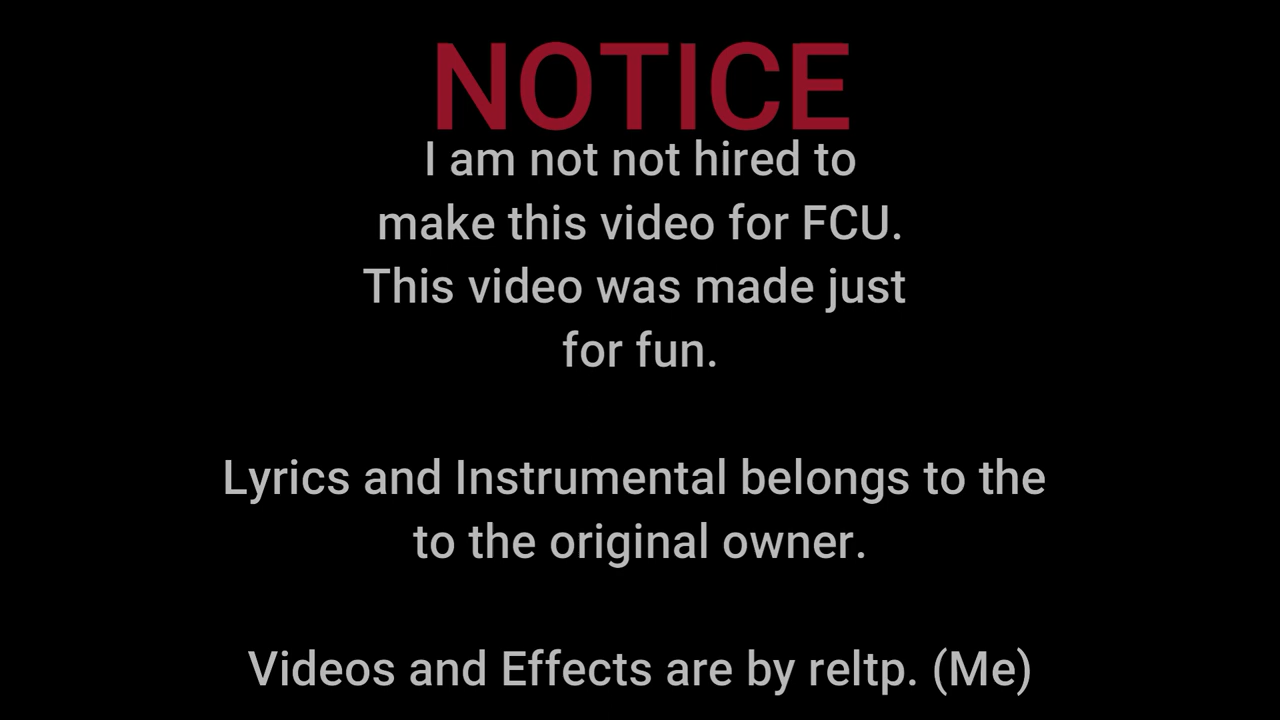 NOTICE
I am not not hired to
make this video for FCU.
This video was made just
for fun.
Lyrics and Instrumental belongs to the
to the original owner.
Videos and Effects are by reltp. (Me)